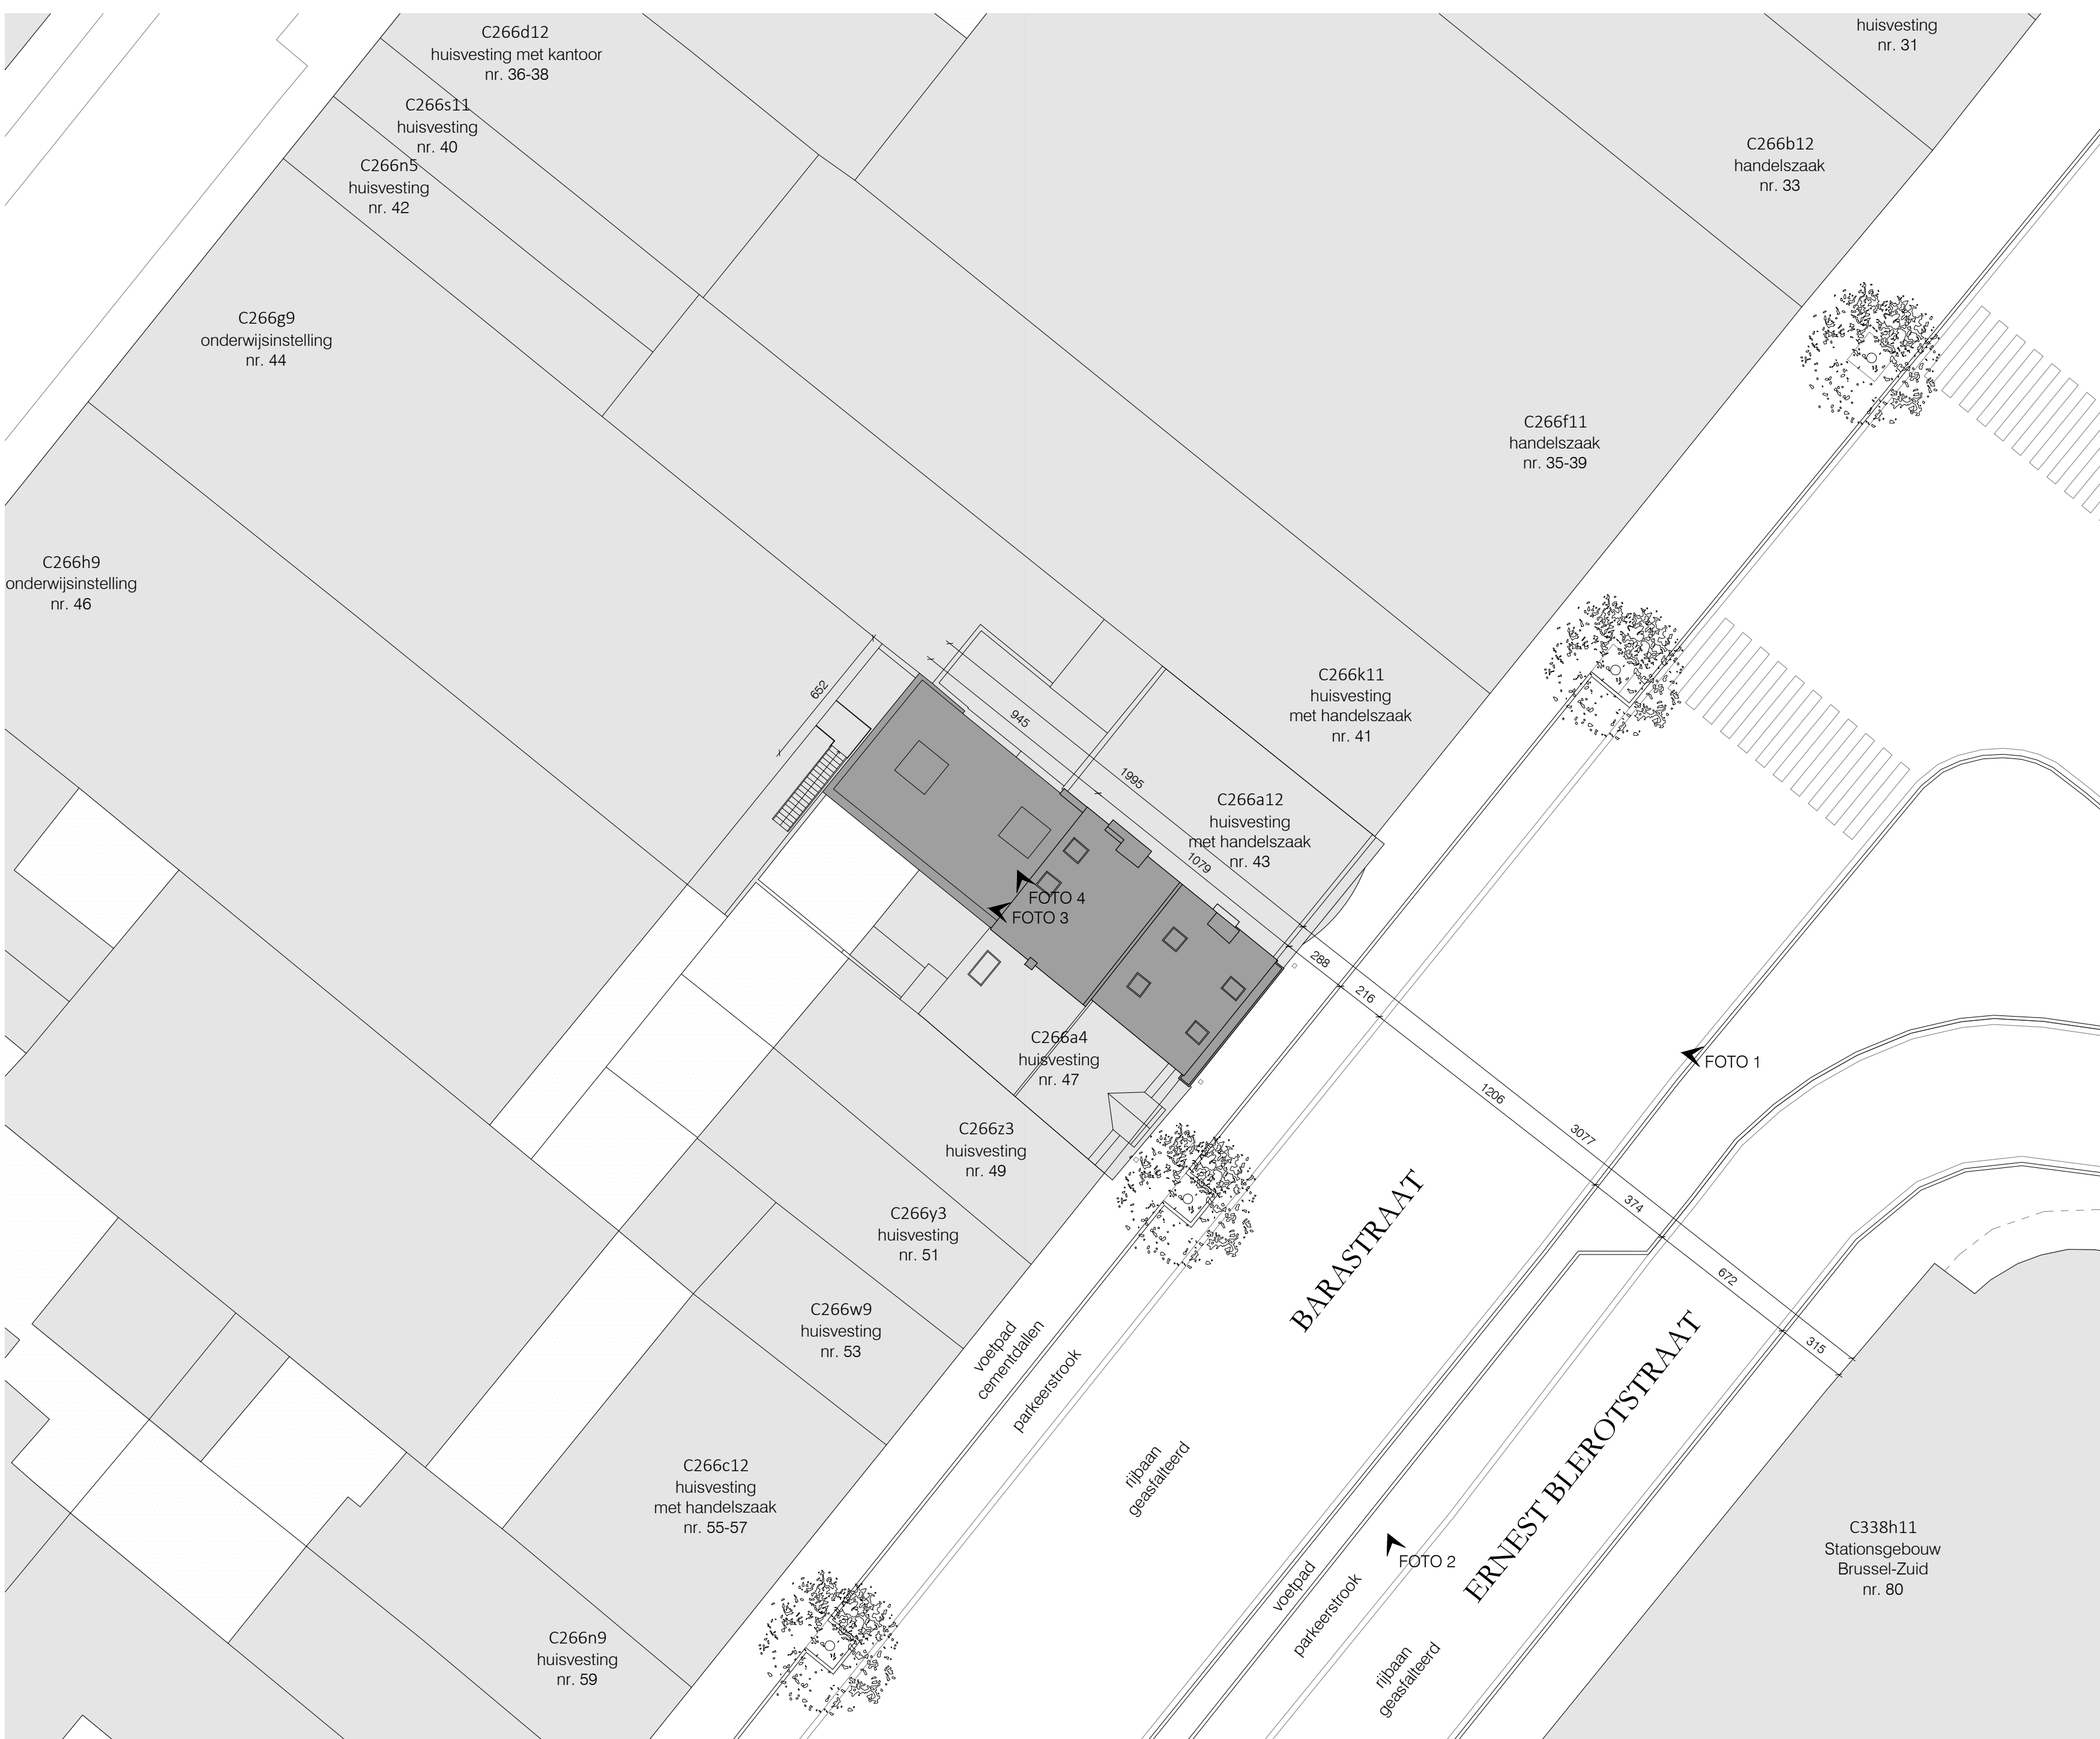 C266d12
huisvesting met kantoor
nr. 36-38
huisvesting
nr. 31
C266s11
huisvesting
nr. 40
C266n5
huisvesting
nr. 42
C266b12
handelszaak
nr. 33
C266g9
onderwijsinstelling
nr. 44
C266f11
handelszaak
nr. 35-39
C266h9
onderwijsinstelling
nr. 46
C266k11
huisvesting
met handelszaak
nr. 41
652
945
1995
C266a12
huisvesting
met handelszaak
nr. 43
1079
FOTO 4
FOTO 3
288
216
C266a4
huisvesting
nr. 47
FOTO 1
1206
3077
C266z3
huisvesting
nr. 49
374
C266y3
huisvesting
nr. 51
672
315
BARASTRAAT
C266w9
huisvesting
nr. 53
voetpad
cementdallen
parkeerstrook
rijbaan
geasfalteerd
ERNEST BLEROTSTRAAT
C266c12
huisvesting
met handelszaak
nr. 55-57
C338h11
Stationsgebouw
Brussel-Zuid
nr. 80
FOTO 2
voetpad
parkeerstrook
rijbaan
geasfalteerd
C266n9
huisvesting
nr. 59